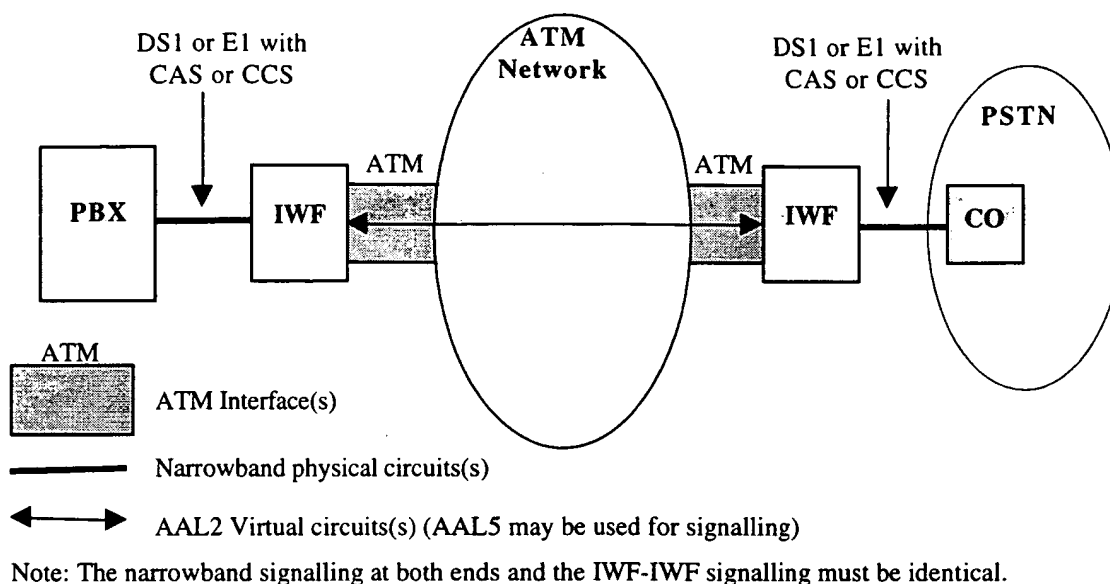 DS1 or E1 with
CAS or CCS
ATM
Network
DS1 or E1 with
CAS or CCS
PSTN
PBX
IWF
ATM
ATM
IWF
CO
ATM
ATM Interface(s)
Narrowband physical circuits(s)
AAL2 Virtual circuits(s) (AAL5 may be used for signalling)
Note: The narrowband signalling at both ends and the IWF-IWF signalling must be identical.